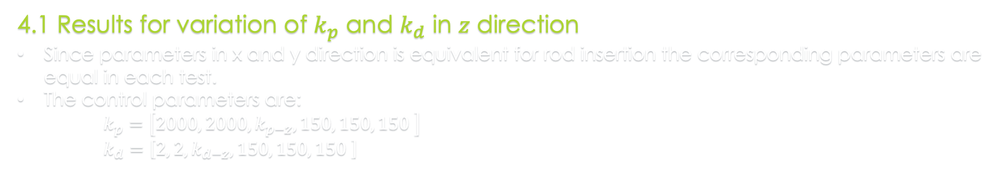 4.1 Results for variation of k_p and k_d in z direction
• Since parameters in x and y direction is equivalent for rod insertion the corresponding parameters are
equal in each test.
• The control parameters are:
k_p = [2000, 2000, k_{p−z}, 150, 150, 150 ]
k_d = [2, 2, k_{d−z}, 150, 150, 150 ]